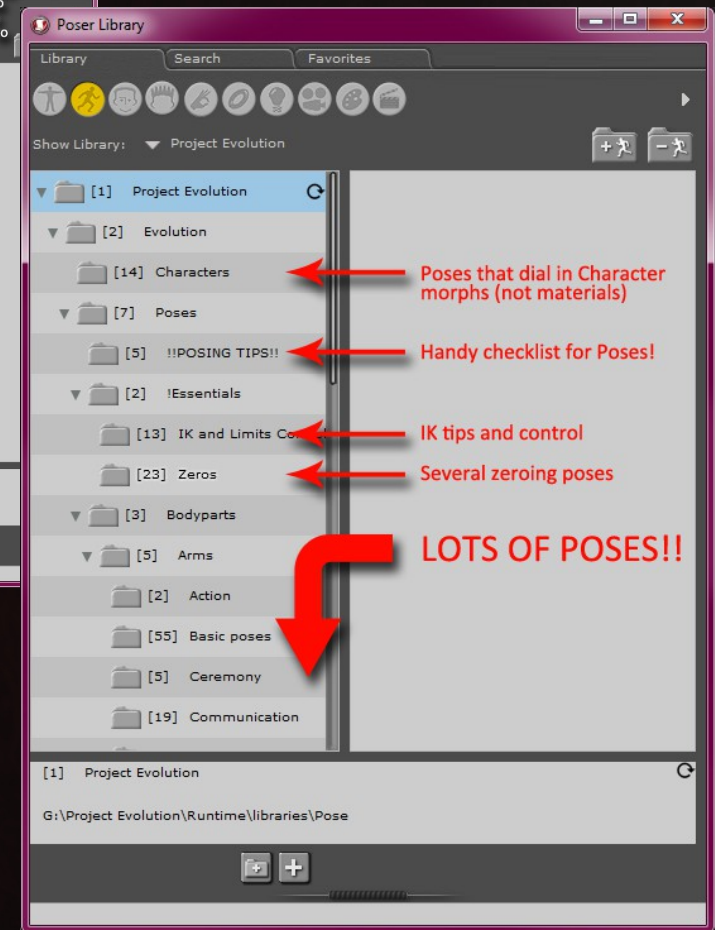 Poser Library
Library Search Favorites
Show Library: Project Evolution
[1] Project Evolution
[2] Evolution
[14] Characters
Poses that dial in Character
morphs (not materials)
[7] Poses
[5] !!POSING TIPS!!
Handy checklist for Poses!
[2] !Essentials
[13] IK and Limits Co
IK tips and control
[23] Zeros
Several zeroing poses
[3] Bodyparts
[5] Arms
LOTS OF POSES!!
[2] Action
[55] Basic poses
[5] Ceremony
[19] Communication
[1] Project Evolution
G:\Project Evolution\Runtime\libraries\Pose